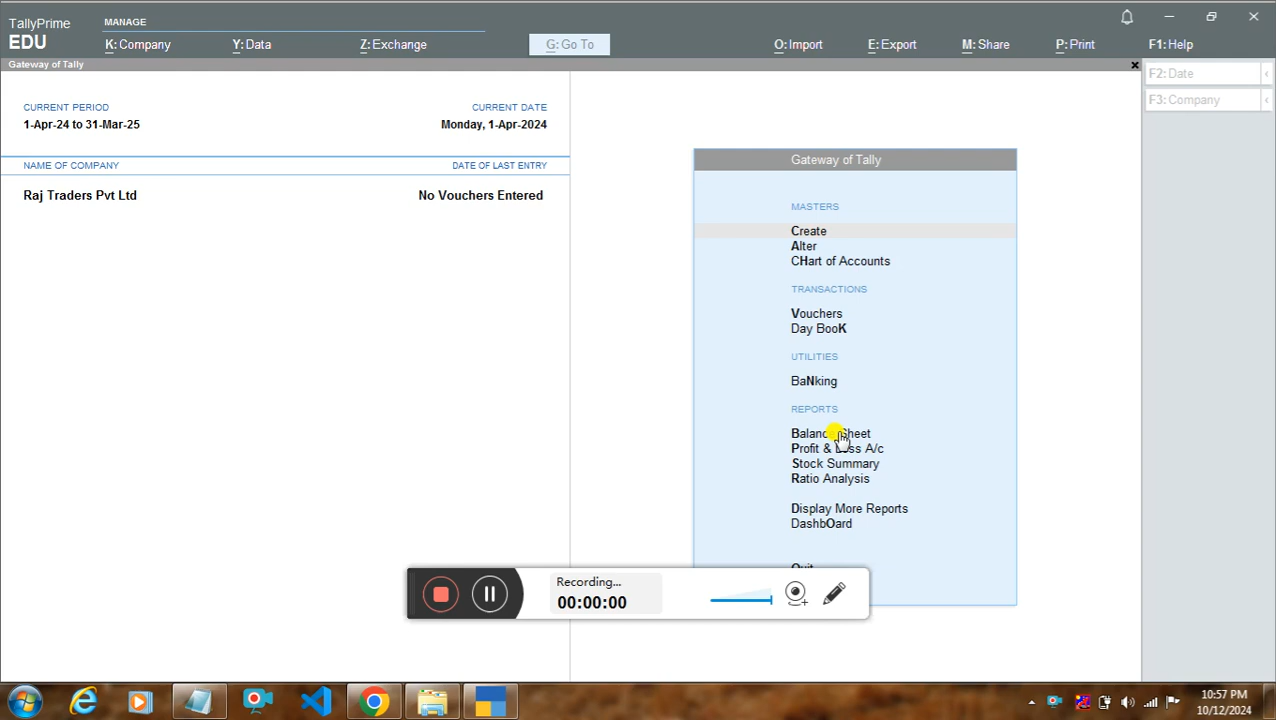 TallyPrime
EDU
MANAGE
K: Company
Y: Data
Z: Exchange
G: Go To
O: Import
E: Export
M: Share
P: Print
F1: Help
Gateway of Tally
F2: Date
F3: Company
CURRENT PERIOD
CURRENT DATE
1-Apr-24 to 31-Mar-25
Monday, 1-Apr-2024
NAME OF COMPANY
DATE OF LAST ENTRY
Raj Traders Pvt Ltd
No Vouchers Entered
Gateway of Tally
MASTERS
Create
Alter
CHart of Accounts
TRANSACTIONS
Vouchers
Day BooK
UTILITIES
BaNking
REPORTS
Balance Sheet
Profit & Loss A/c
Stock Summary
Ratio Analysis
Display More Reports
DashbOard
Quit
Recording...
00:00:00
10:57 PM
10/12/2024